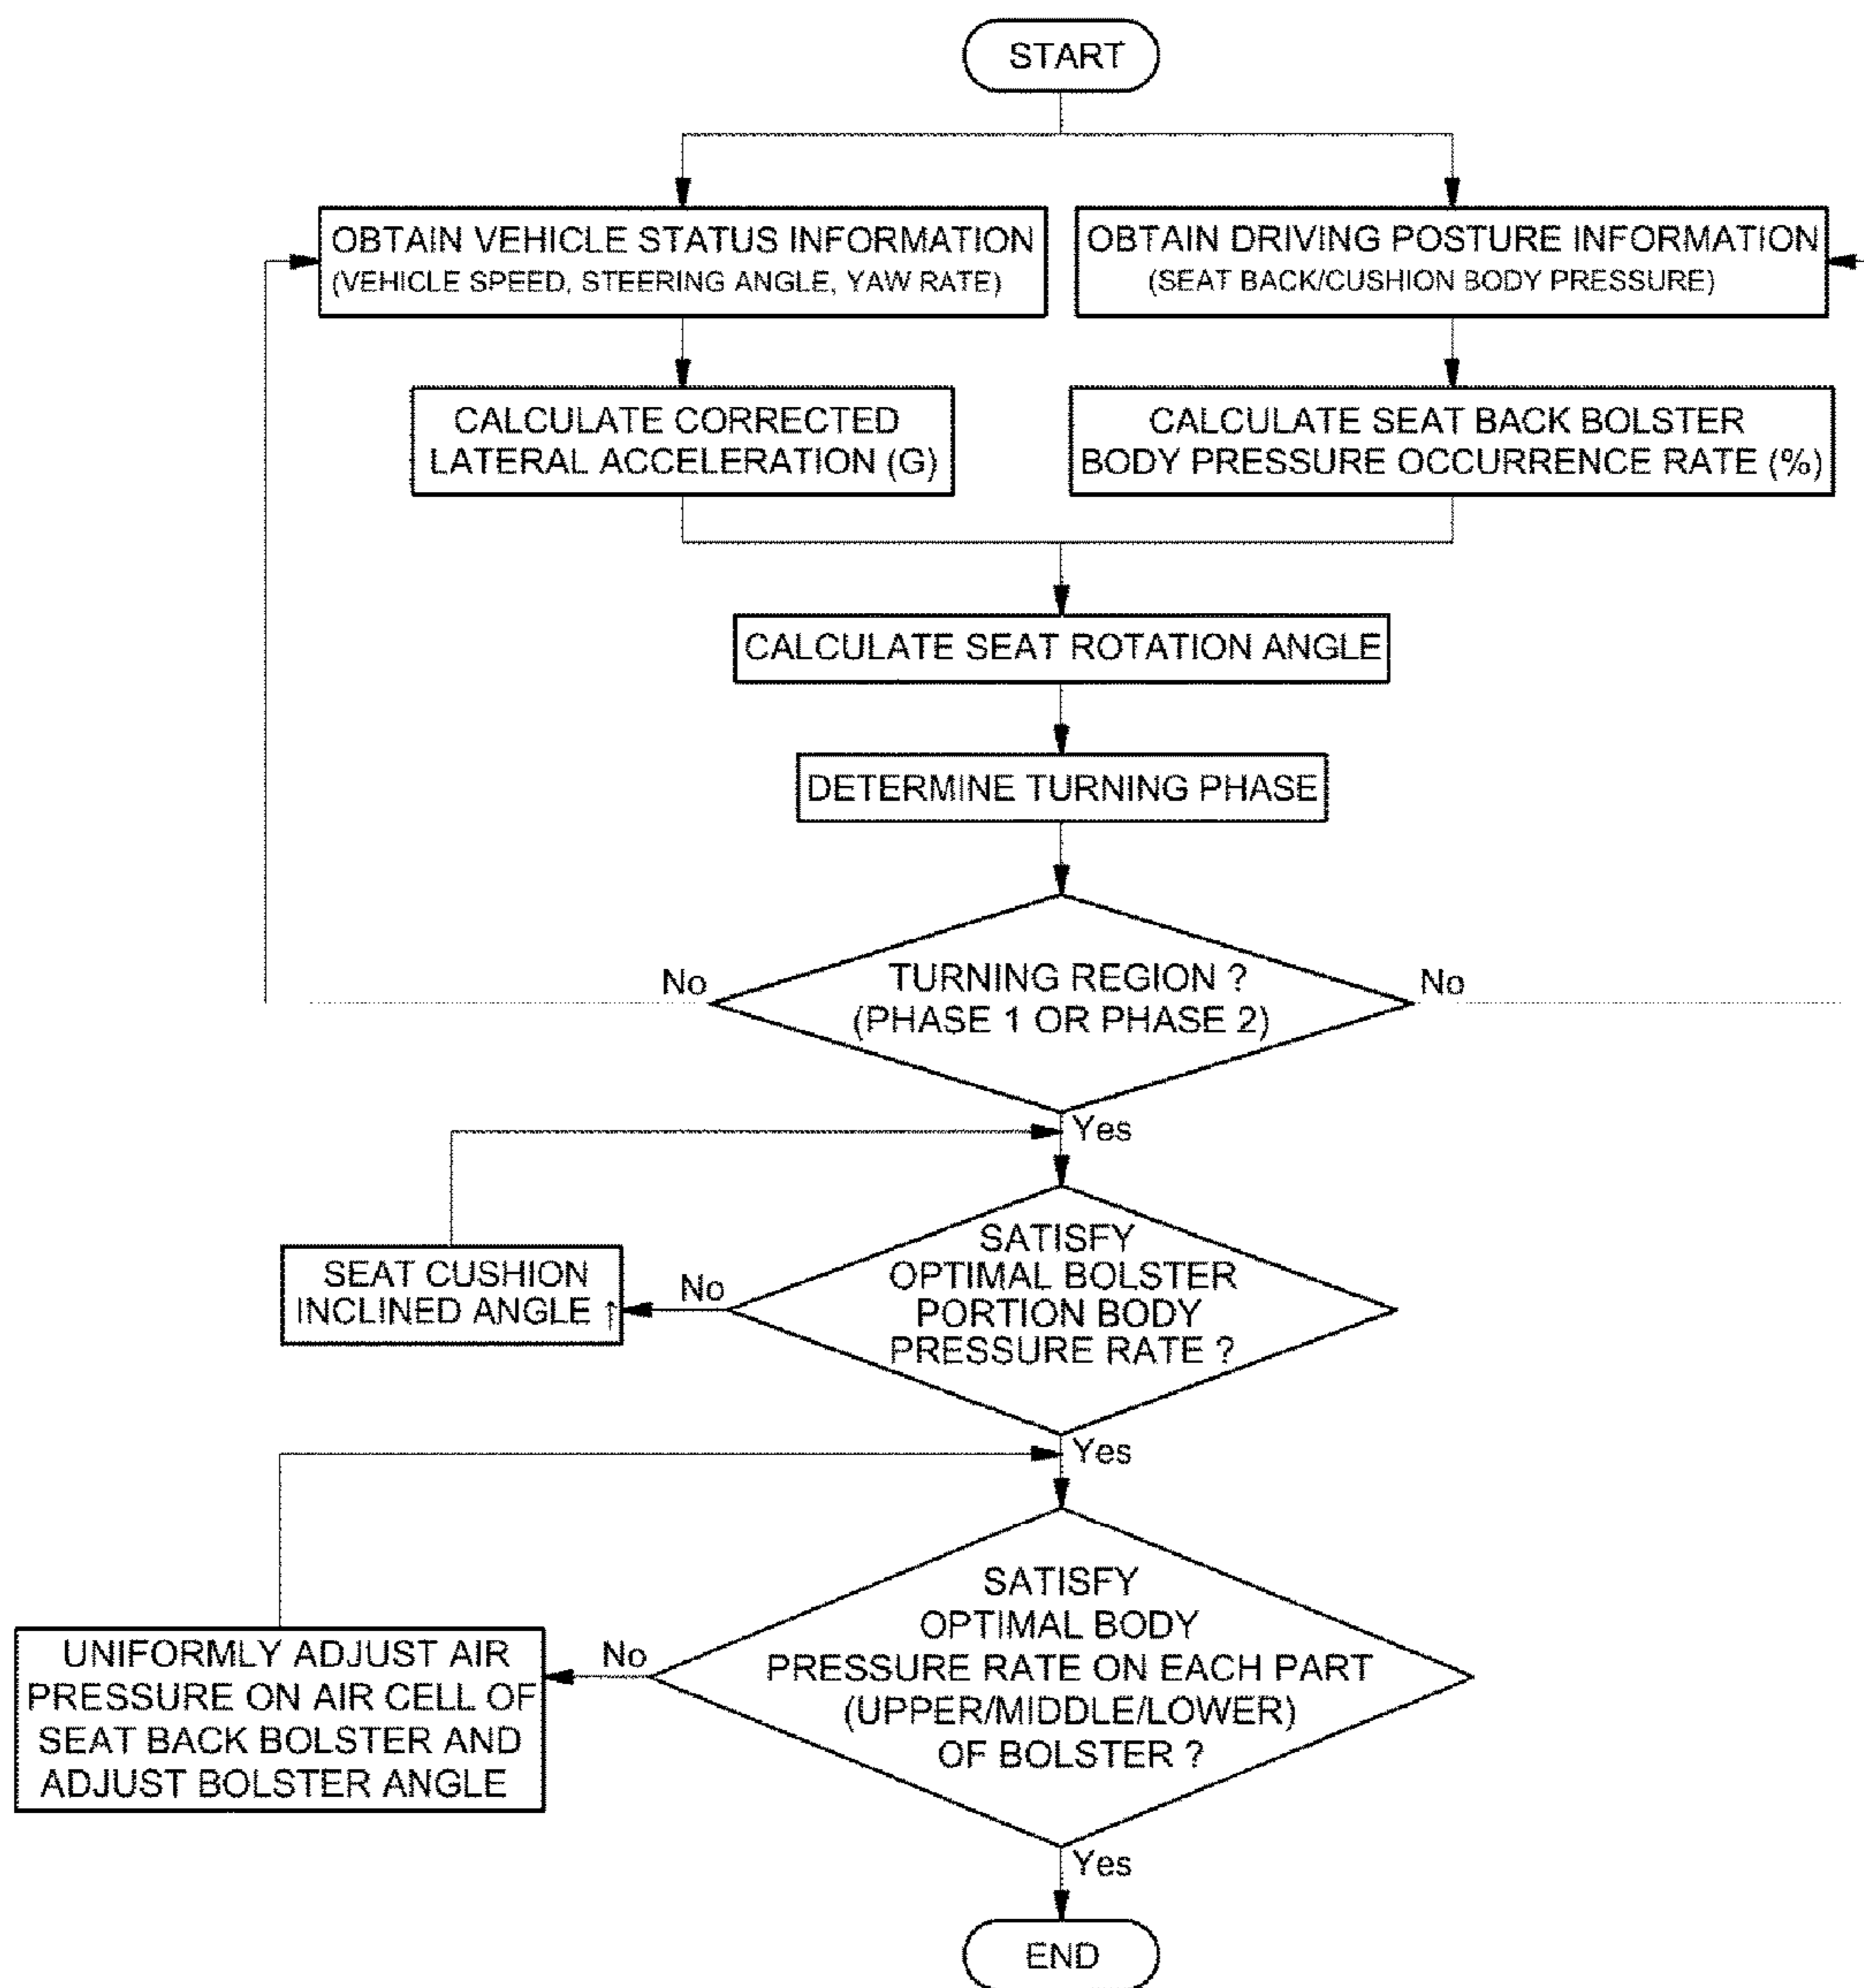 START
OBTAIN VEHICLE STATUS INFORMATION
(VEHICLE SPEED, STEERING ANGLE, YAW RATE)
OBTAIN DRIVING POSTURE INFORMATION
(SEAT BACK/CUSHION BODY PRESSURE)
CALCULATE CORRECTED
LATERAL ACCELERATION (G)
CALCULATE SEAT BACK BOLSTER
BODY PRESSURE OCCURRENCE RATE (%)
CALCULATE SEAT ROTATION ANGLE
DETERMINE TURNING PHASE
No
TURNING REGION ?
(PHASE 1 OR PHASE 2)
No
Yes
SEAT CUSHION
INCLINED ANGLE ↑
No
SATISFY
OPTIMAL BOLSTER
PORTION BODY
PRESSURE RATE ?
Yes
UNIFORMLY ADJUST AIR
PRESSURE ON AIR CELL OF
SEAT BACK BOLSTER AND
ADJUST BOLSTER ANGLE
No
SATISFY
OPTIMAL BODY
PRESSURE RATE ON EACH PART
(UPPER/MIDDLE/LOWER)
OF BOLSTER ?
Yes
END